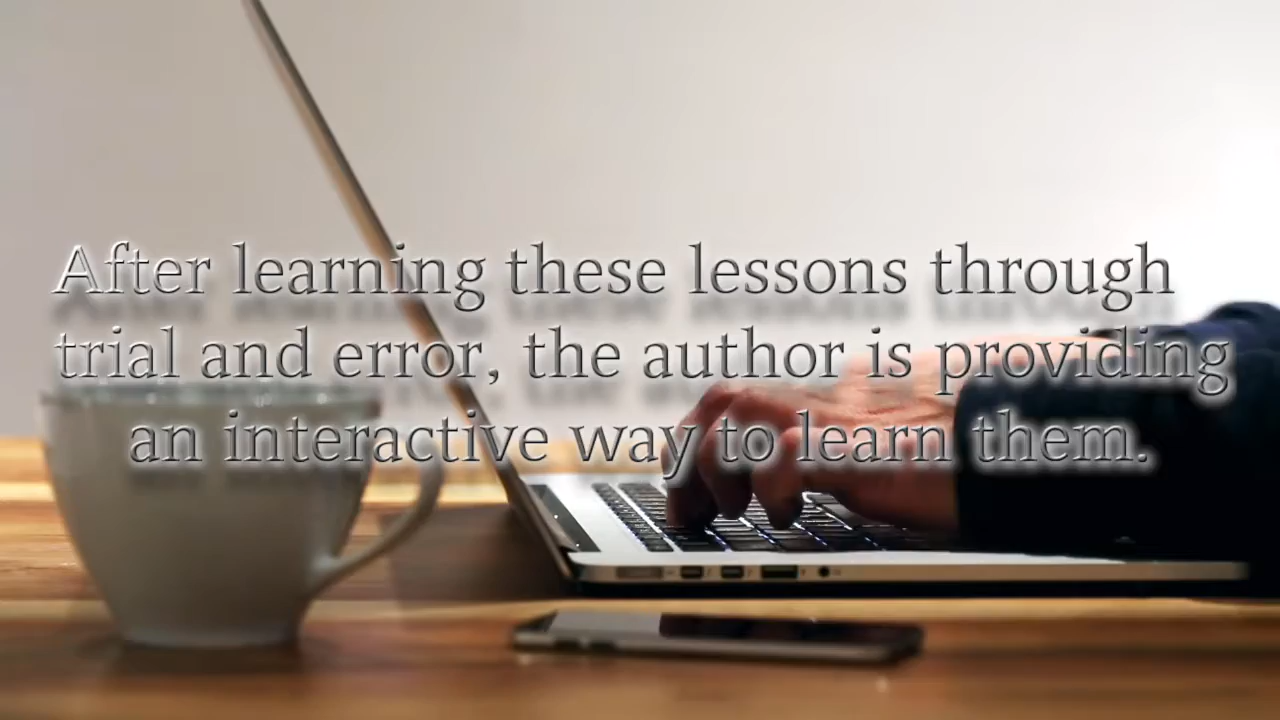 After learning these lessons through
trial and error, the author is providing
an interactive way to learn them.